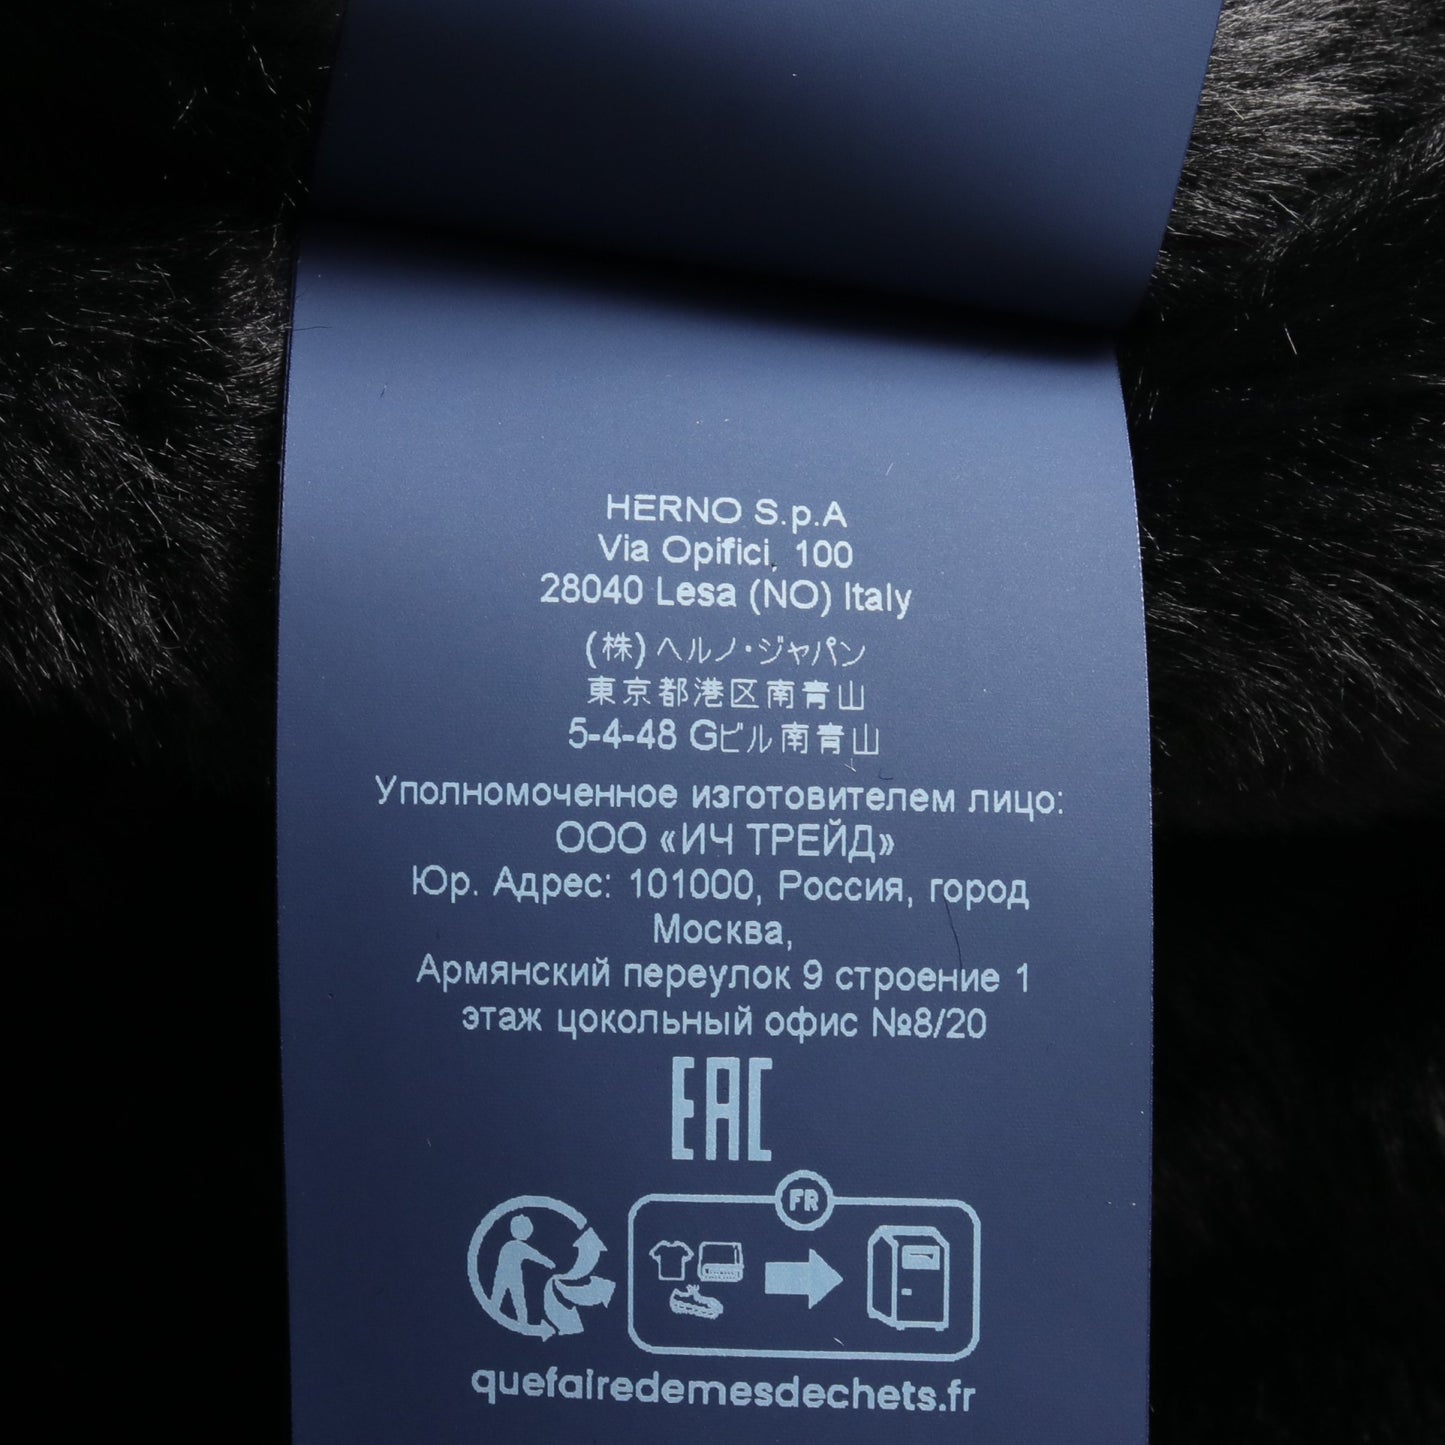 HERNO S.p.A
Via Opifici, 100
28040 Lesa (NO) Italy
(株)ヘルノ・ジャパン
東京都港区南青山
5-4-48 Gビル南青山
Уполномоченное изготовителем лицо:
ООО «ИЧ ТРЕЙД»
Юр. Адрес: 101000, Россия, город
Москва,
Армянский переулок 9 строение 1
этаж цокольный офис №8/20
EAC
FR
quefairedemesdechets.fr